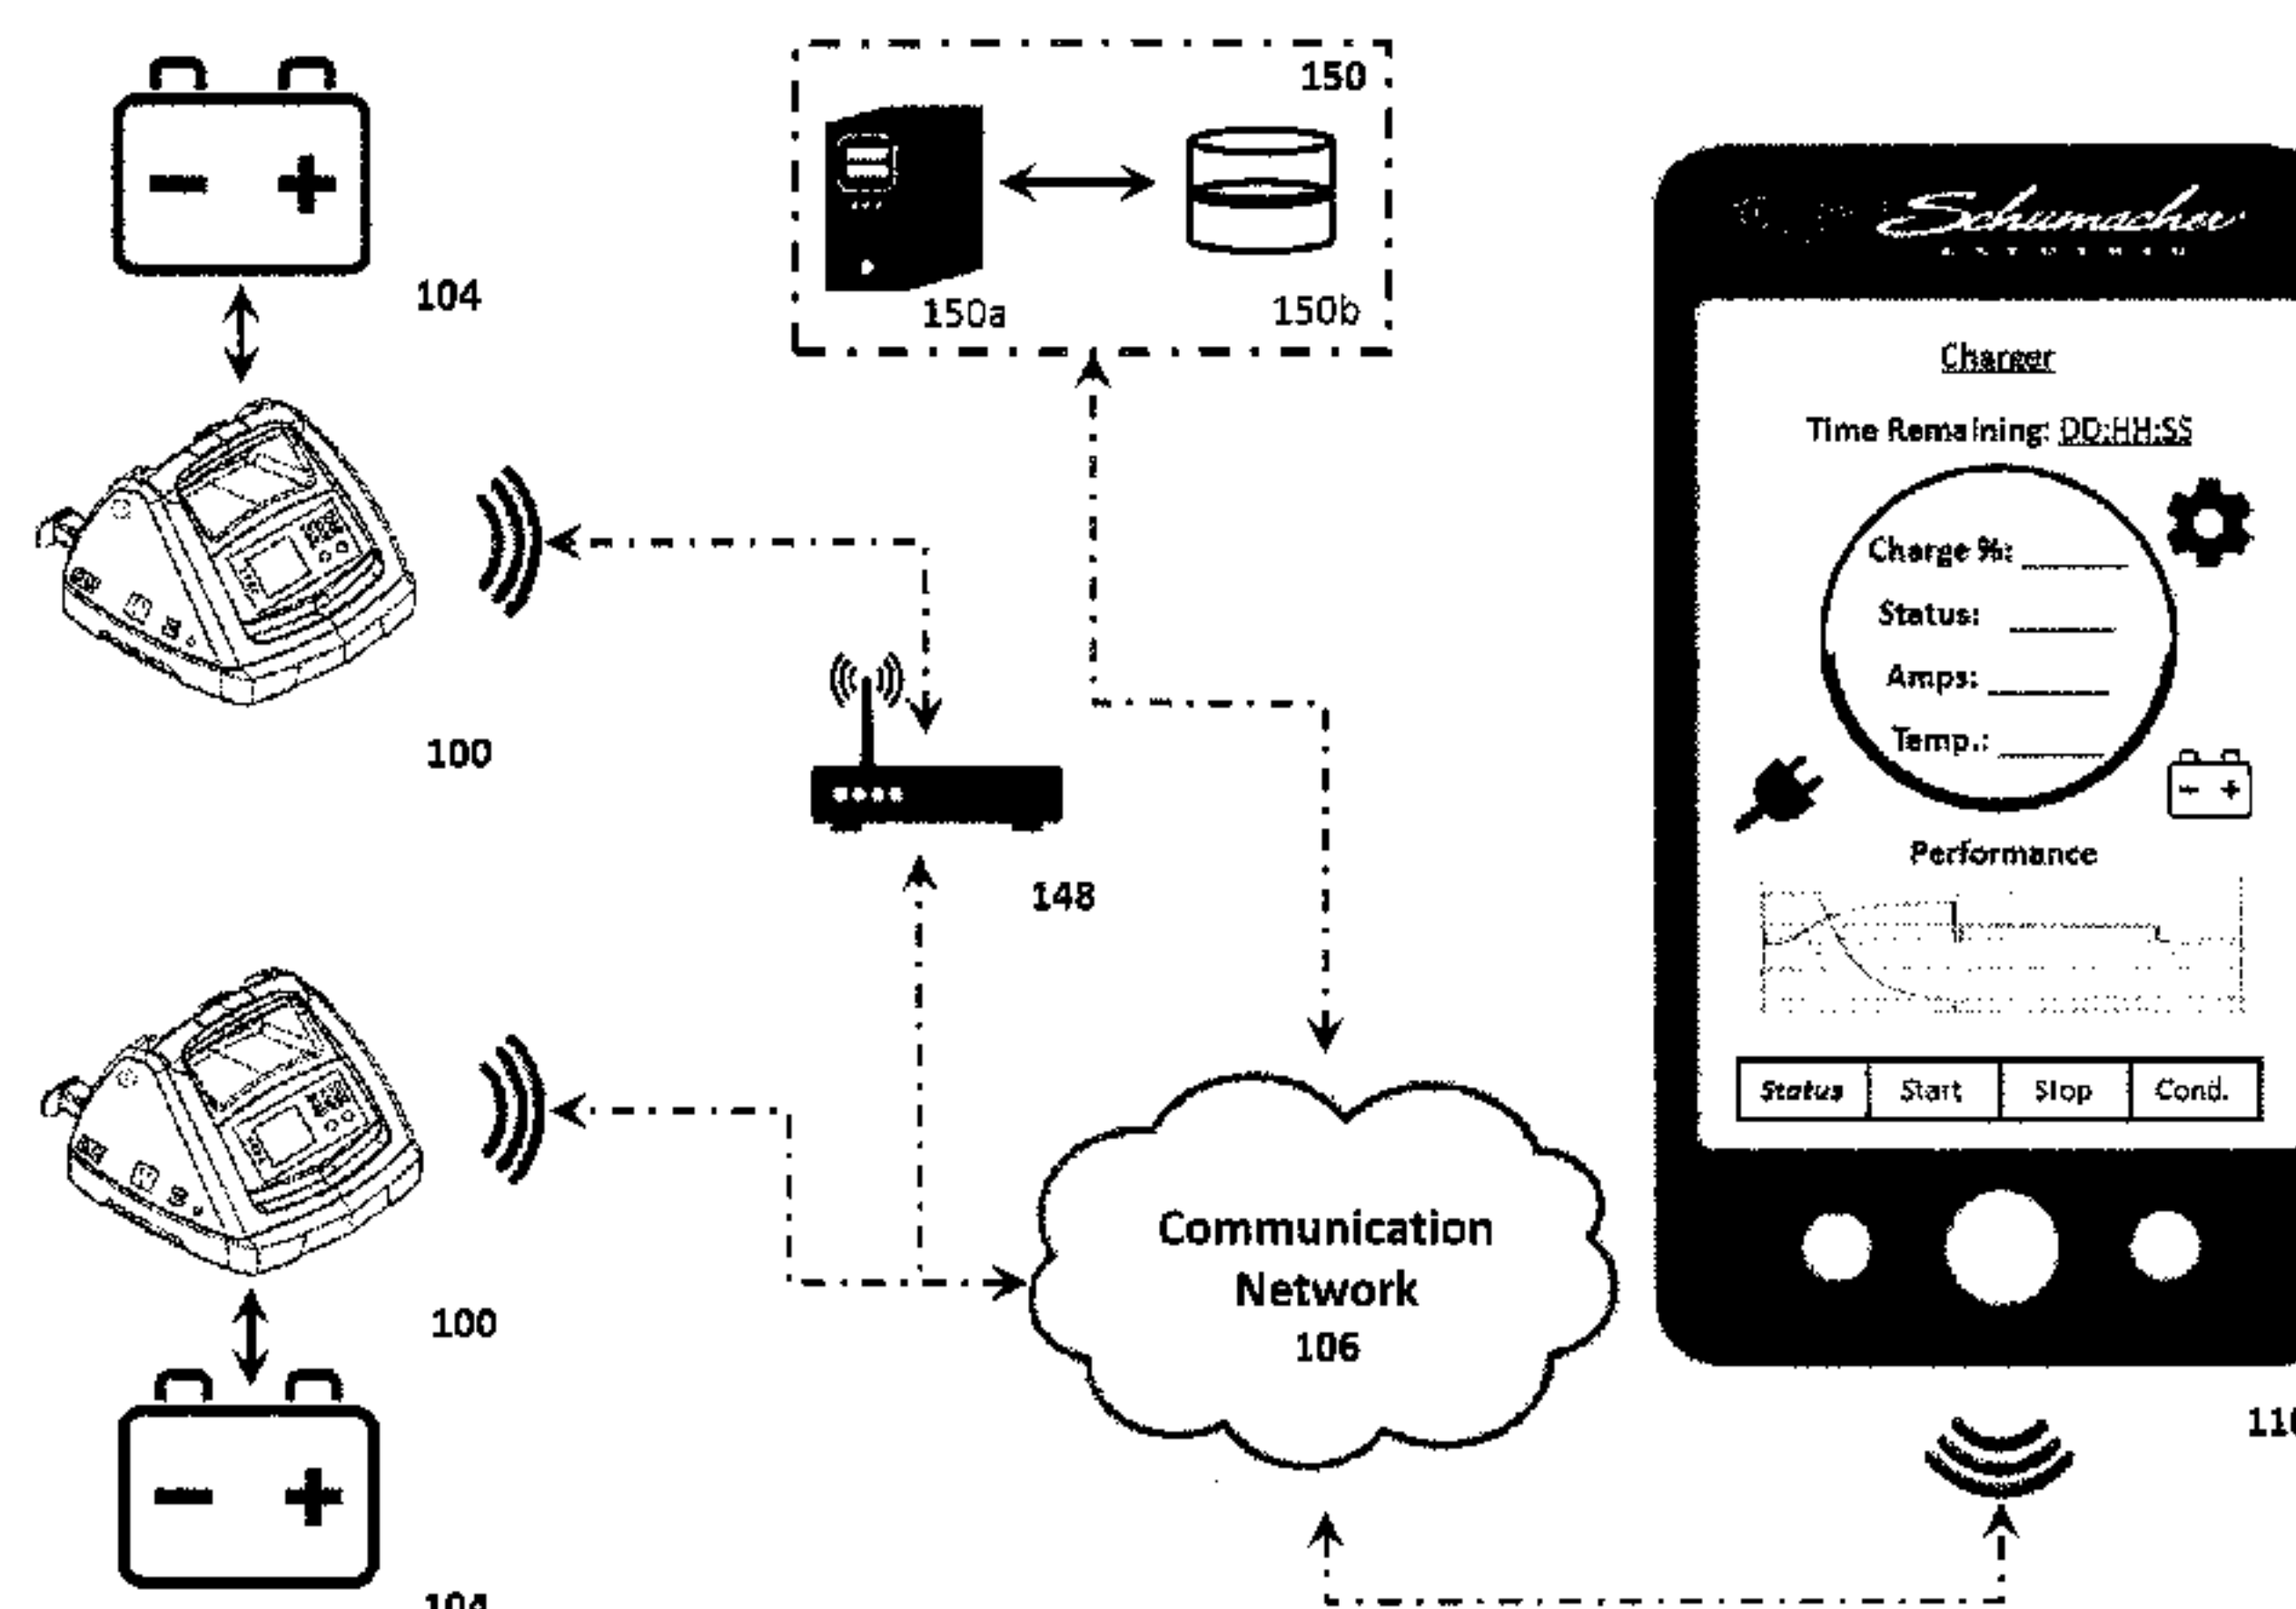 150
150a
150b
104
100
148
100
104
Communication
Network
106
Schumacher
Charger
Time Remaining: DD:HH:SS
Charge %:
Status:
Amps:
Temp.:
Performance
Status Start Stop Cond.